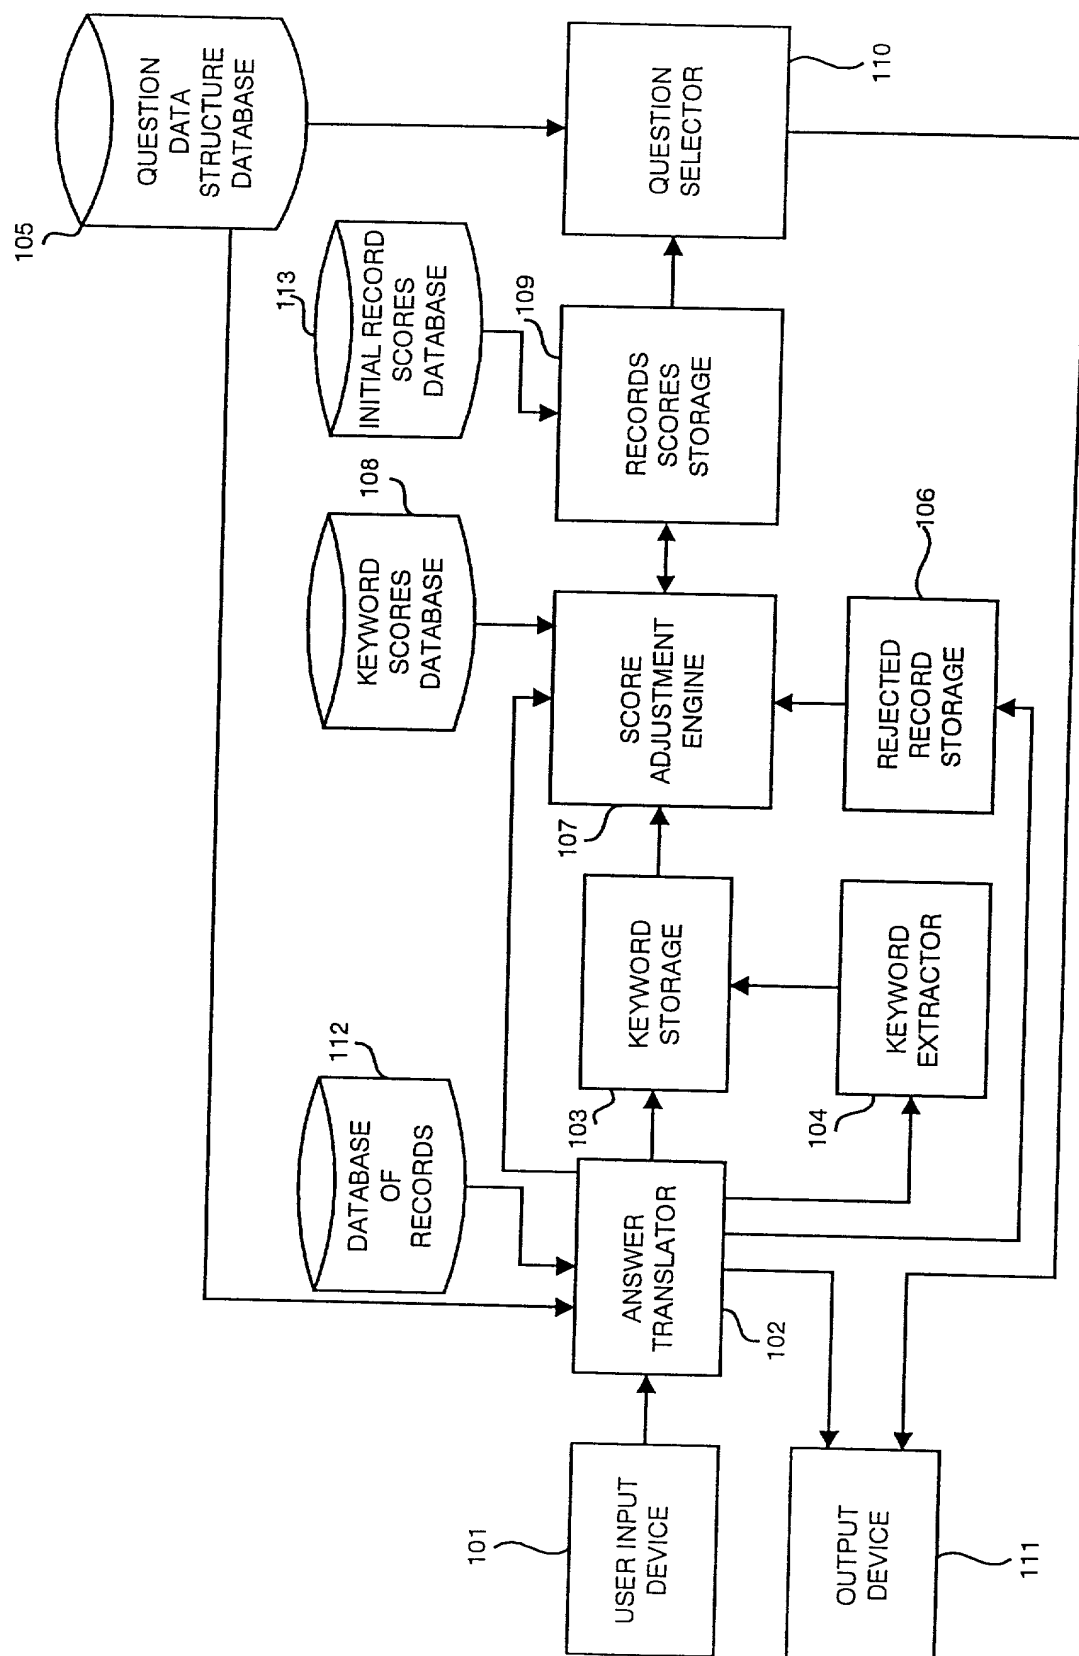 105
QUESTION
DATA
STRUCTURE
DATABASE
110
QUESTION
SELECTOR
113
INITIAL RECORD
SCORES
DATABASE
109
RECORDS
SCORES
STORAGE
108
KEYWORD
SCORES
DATABASE
107
SCORE
ADJUSTMENT
ENGINE
106
REJECTED
RECORD
STORAGE
112
DATABASE
OF
RECORDS
103
KEYWORD
STORAGE
104
KEYWORD
EXTRACTOR
102
ANSWER
TRANSLATOR
101
USER INPUT
DEVICE
111
OUTPUT
DEVICE